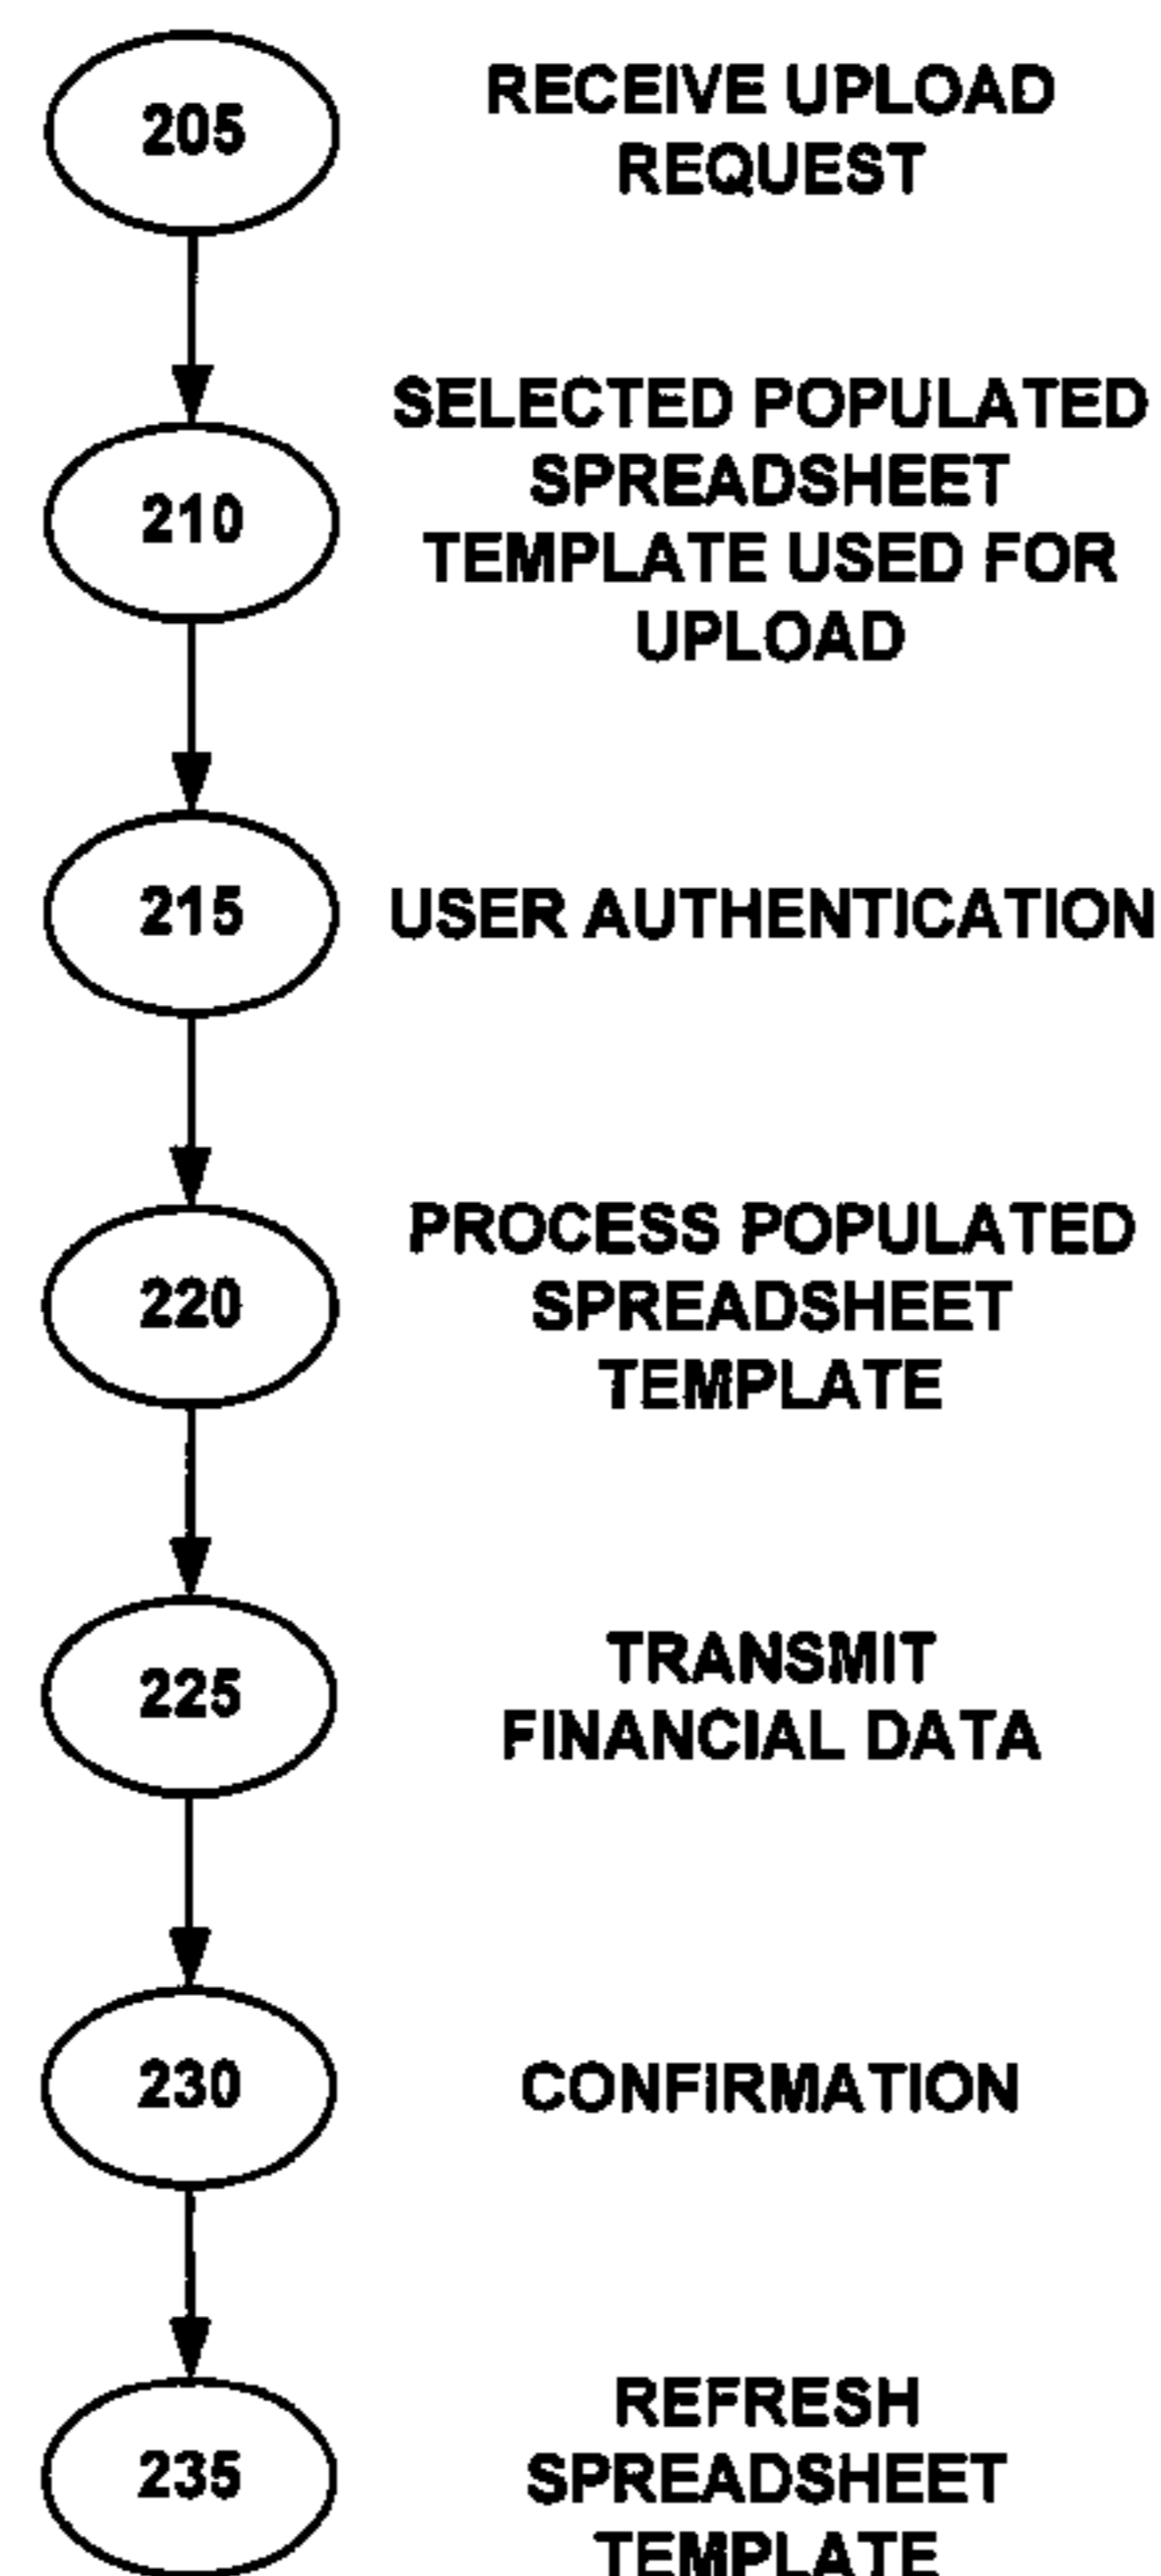 205
RECEIVE UPLOAD
REQUEST
210
SELECTED POPULATED
SPREADSHEET
TEMPLATE USED FOR
UPLOAD
215
USER AUTHENTICATION
220
PROCESS POPULATED
SPREADSHEET
TEMPLATE
225
TRANSMIT
FINANCIAL DATA
230
CONFIRMATION
235
REFRESH
SPREADSHEET
TEMPLATE